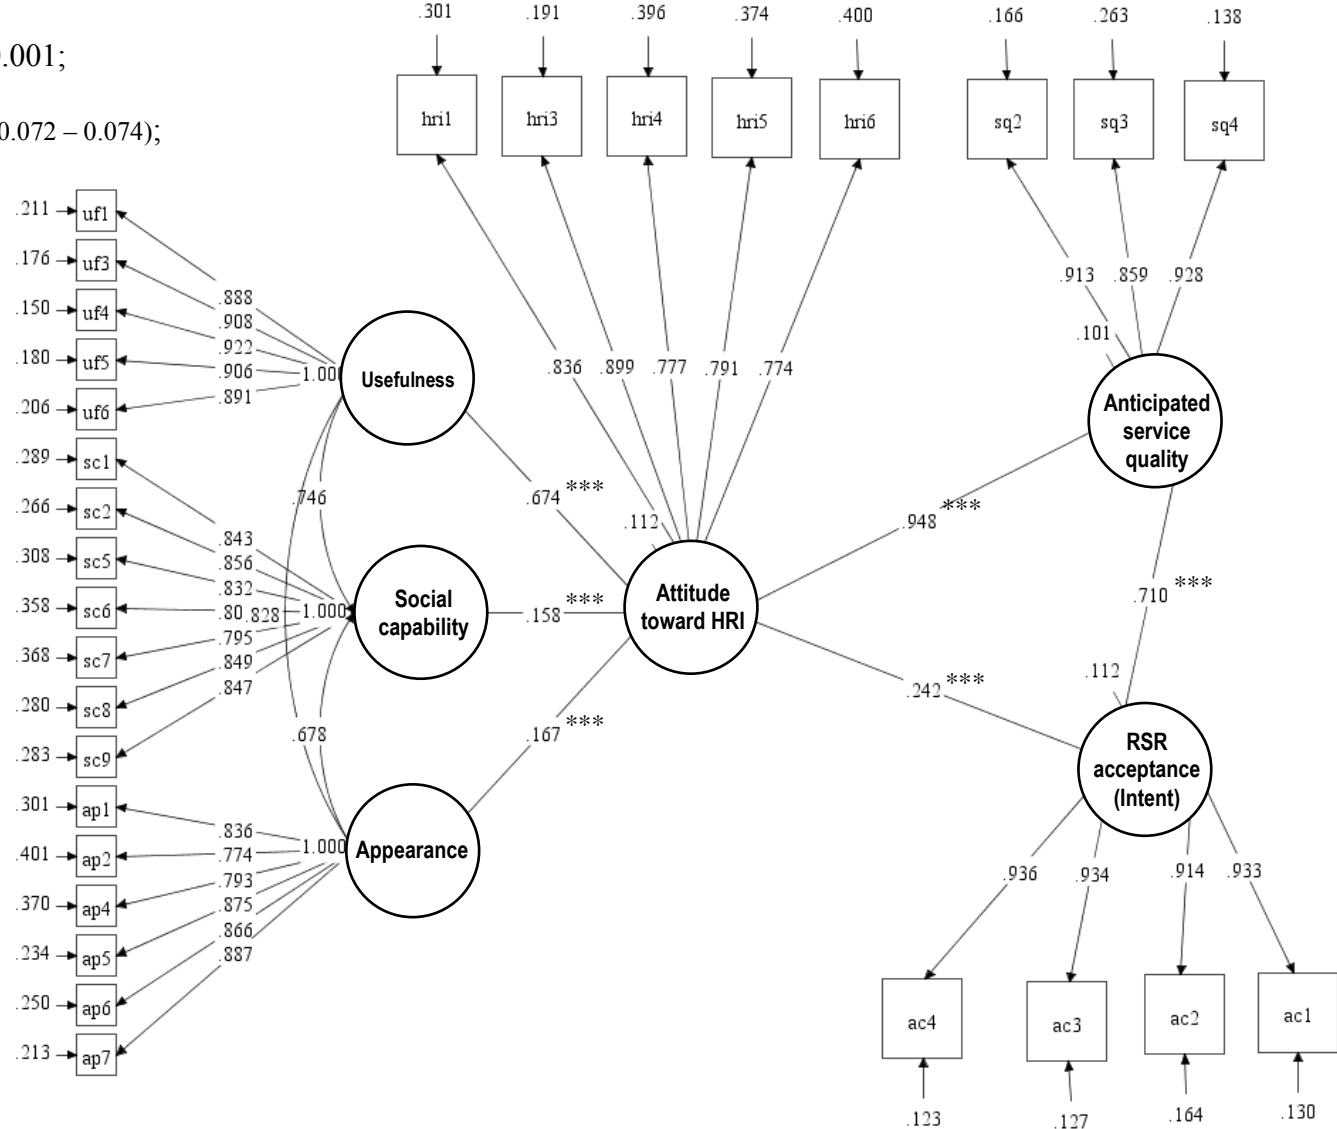 .301 .191 .396 .374 .400 .166 .263 .138
0.001;
hri1 hri3 hri4 hri5 hri6 sq2 sq3 sq4
0.072 – 0.074);
.211 uf1
.176 uf3
.150 uf4
.180 uf5
.206 uf6
.289 sc1
.266 sc2
.308 sc5
.358 sc6
.368 sc7
.280 sc8
.283 sc9
.301 ap1
.401 ap2
.370 ap4
.234 ap5
.250 ap6
.213 ap7
.888
.908
.922
.906
.891
1.000
Usefulness
.746
.843
.856
.832
.80
.828
.795
.849
.847
1.000
Social
capability
.678
.836
.774
.793
.875
.866
.887
1.000
Appearance
.674 ***
.158 ***
.167 ***
.836 .899 .777 .791 .774
.112
Attitude
toward HRI
.913 .859 .928
.101
Anticipated
service
quality
.948 ***
.710 ***
.242 ***
.112
RSR
acceptance
(Intent)
.936 .934 .914 .933
ac4 ac3 ac2 ac1
.123 .127 .164 .130